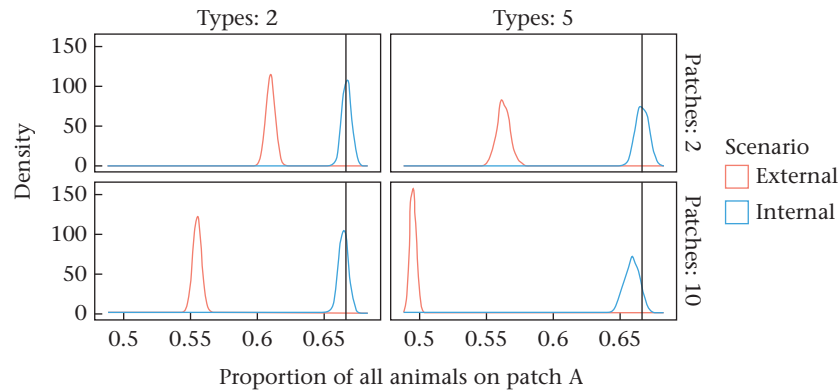 Types: 2
Types: 5
150
100
50
0
Patches: 2
150
100
50
0
Patches: 10
Density
0.5 0.55 0.6 0.65
0.5 0.55 0.6 0.65
Proportion of all animals on patch A
Scenario
External
Internal